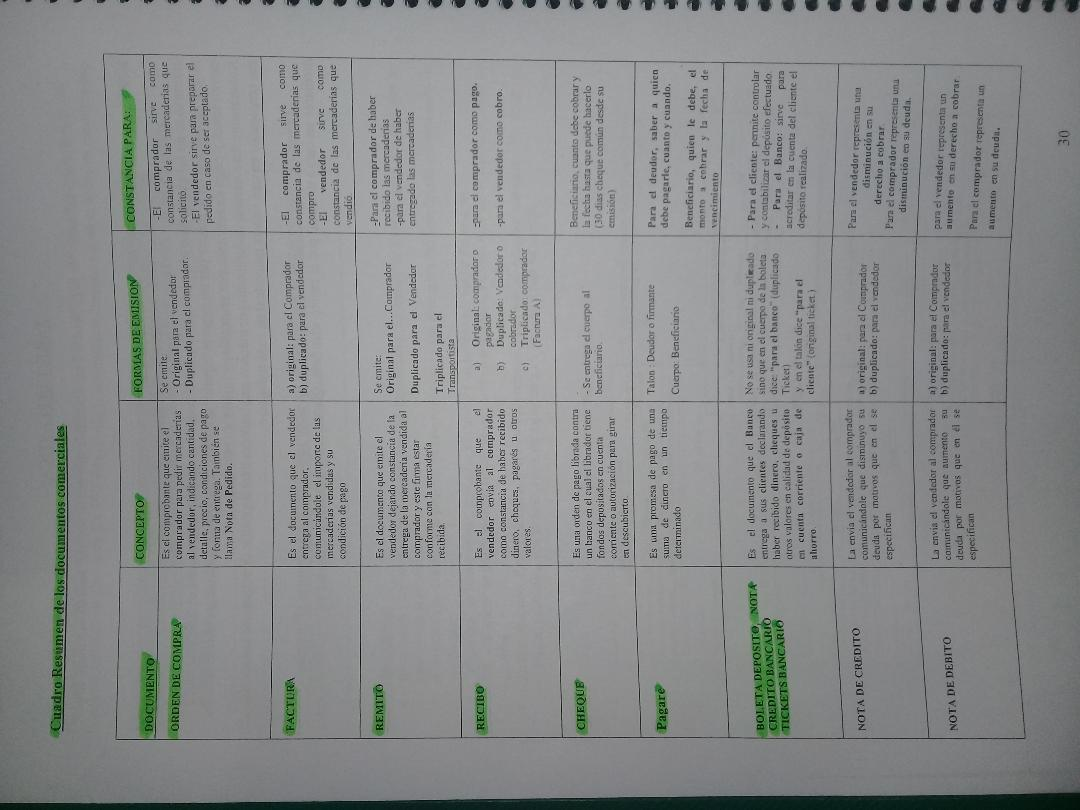 Cuadro Resumen de los documentos comerciales
DOCUMENTO
CONCEPTO
FORMAS DE EMISION
CONSTANCIA PARA:
ORDEN DE COMPRA
Es el comprobante que emite el
comprador para pedir mercaderías
al vendedor, indicando cantidad,
detalle, precio, condiciones de pago
y forma de entrega. También se
llama Nota de Pedido.
Se emite:
- Original para el vendedor
- Duplicado para el comprador.
-El comprador sirve como
constancia de las mercaderías que
solicitó
-El vendedor sirve para preparar el
pedido en caso de ser aceptado.
FACTURA
Es el documento que el vendedor
entrega al comprador,
comunicándole el importe de las
mercaderías vendidas y su
condición de pago
a) original: para el Comprador
b) duplicado: para el vendedor
-El comprador sirve como
constancia de las mercaderías que
compro
-El vendedor sirve como
constancia de las mercaderías que
vendió
REMITO
Es el documento que emite el
vendedor dejando constancia de la
entrega de la mercadería vendida al
comprador y este firma estar
conforme con la mercadería
recibida
Se emite:
Original para el...Comprador
Duplicado para el Vendedor
Triplicado para el
Transportista
-Para el comprador de haber
recibido las mercaderías
-para el vendedor de haber
entregado las mercaderías
RECIBO
Es el comprobante que el
vendedor envía al comprador
como constancia de haber recibido
dinero, cheques, pagarés u otros
valores.
a) Original: comprador o
pagador
b) Duplicado: Vendedor o
cobrador
c) Triplicado: comprador
(Factura A)
-para el comprador como pago.
-para el vendedor como cobro.
CHEQUE
Es una orden de pago librada contra
un banco en el cual el librador tiene
fondos depositados en cuenta
corriente o autorización para girar
en descubierto.
- Se entrega el cuerpo al
beneficiario.
Beneficiario, cuanto debe cobrar y
la fecha hasta que puede hacerlo
(30 días cheque común desde su
emisión)
Pagaré
Es una promesa de pago de una
suma de dinero en un tiempo
determinado
Talon : Deudor o firmante
Cuerpo: Beneficiario
Para el deudor, saber a quien
debe pagarle, cuanto y cuando.
Beneficiario, quien le debe, el
monto a cobrar y la fecha de
vencimiento
BOLETA DEPOSITO, NOTA
CREDITO BANCARIO
TICKETS BANCARIO
Es el documento que el Banco
entrega a sus clientes declarando
haber recibido dinero, cheques u
otros valores en calidad de depósito
en cuenta corriente o caja de
ahorro.
No se usa ni original ni duplicado
sino que en el cuerpo de la boleta
dice: "para el banco" (duplicado
Ticket)
y en el talón dice "para el
cliente" (original ticket.)
- Para el cliente: permite controlar
y contabilizar el depósito efectuado.
- Para el Banco: sirve para
acreditar en la cuenta del cliente el
depósito realizado.
NOTA DE CREDITO
La envía el vendedor al comprador
comunicándole que disminuyo su
deuda por motivos que en el se
especifican
a) original: para el Comprador
b) duplicado: para el vendedor
Para el vendedor representa una
disminución en su
derecho a cobrar.
Para el comprador representa una
disminución en su deuda.
NOTA DE DEBITO
La envía el vendedor al comprador
comunicándole que aumento su
deuda por motivos que en él se
especifican
a) original: para el Comprador
b) duplicado: para el vendedor
para el vendedor representa un
aumento en su derecho a cobrar.
Para el comprador representa un
aumento en su deuda.
30